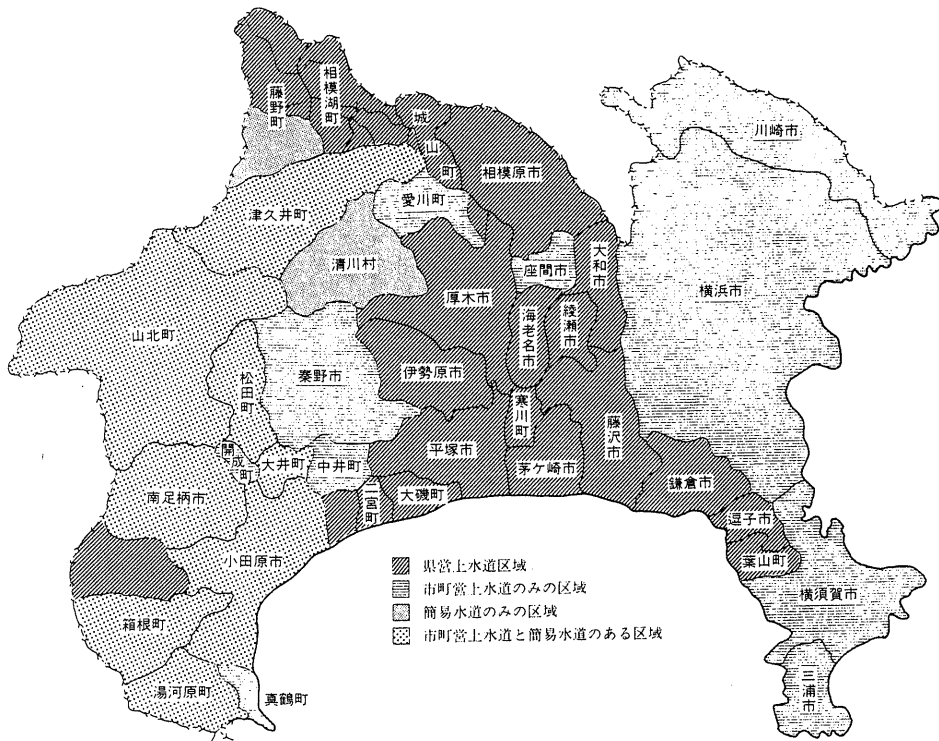 藤野町
相模湖町
城山町
川崎市
相模原市
愛川町
津久井町
大和市
清川村
座間市
横浜市
厚木市
海老名市
綾瀬市
山北町
松田町
秦野市
伊勢原市
寒川町
藤沢市
開成町
大井町
中井町
平塚市
茅ケ崎市
鎌倉市
南足柄市
二宮町
大磯町
逗子市
小田原市
葉山町
横須賀市
箱根町
三浦市
湯河原町
真鶴町
県営上水道区域
市町営上水道のみの区域
簡易水道のみの区域
市町営上水道と簡易水道のある区域